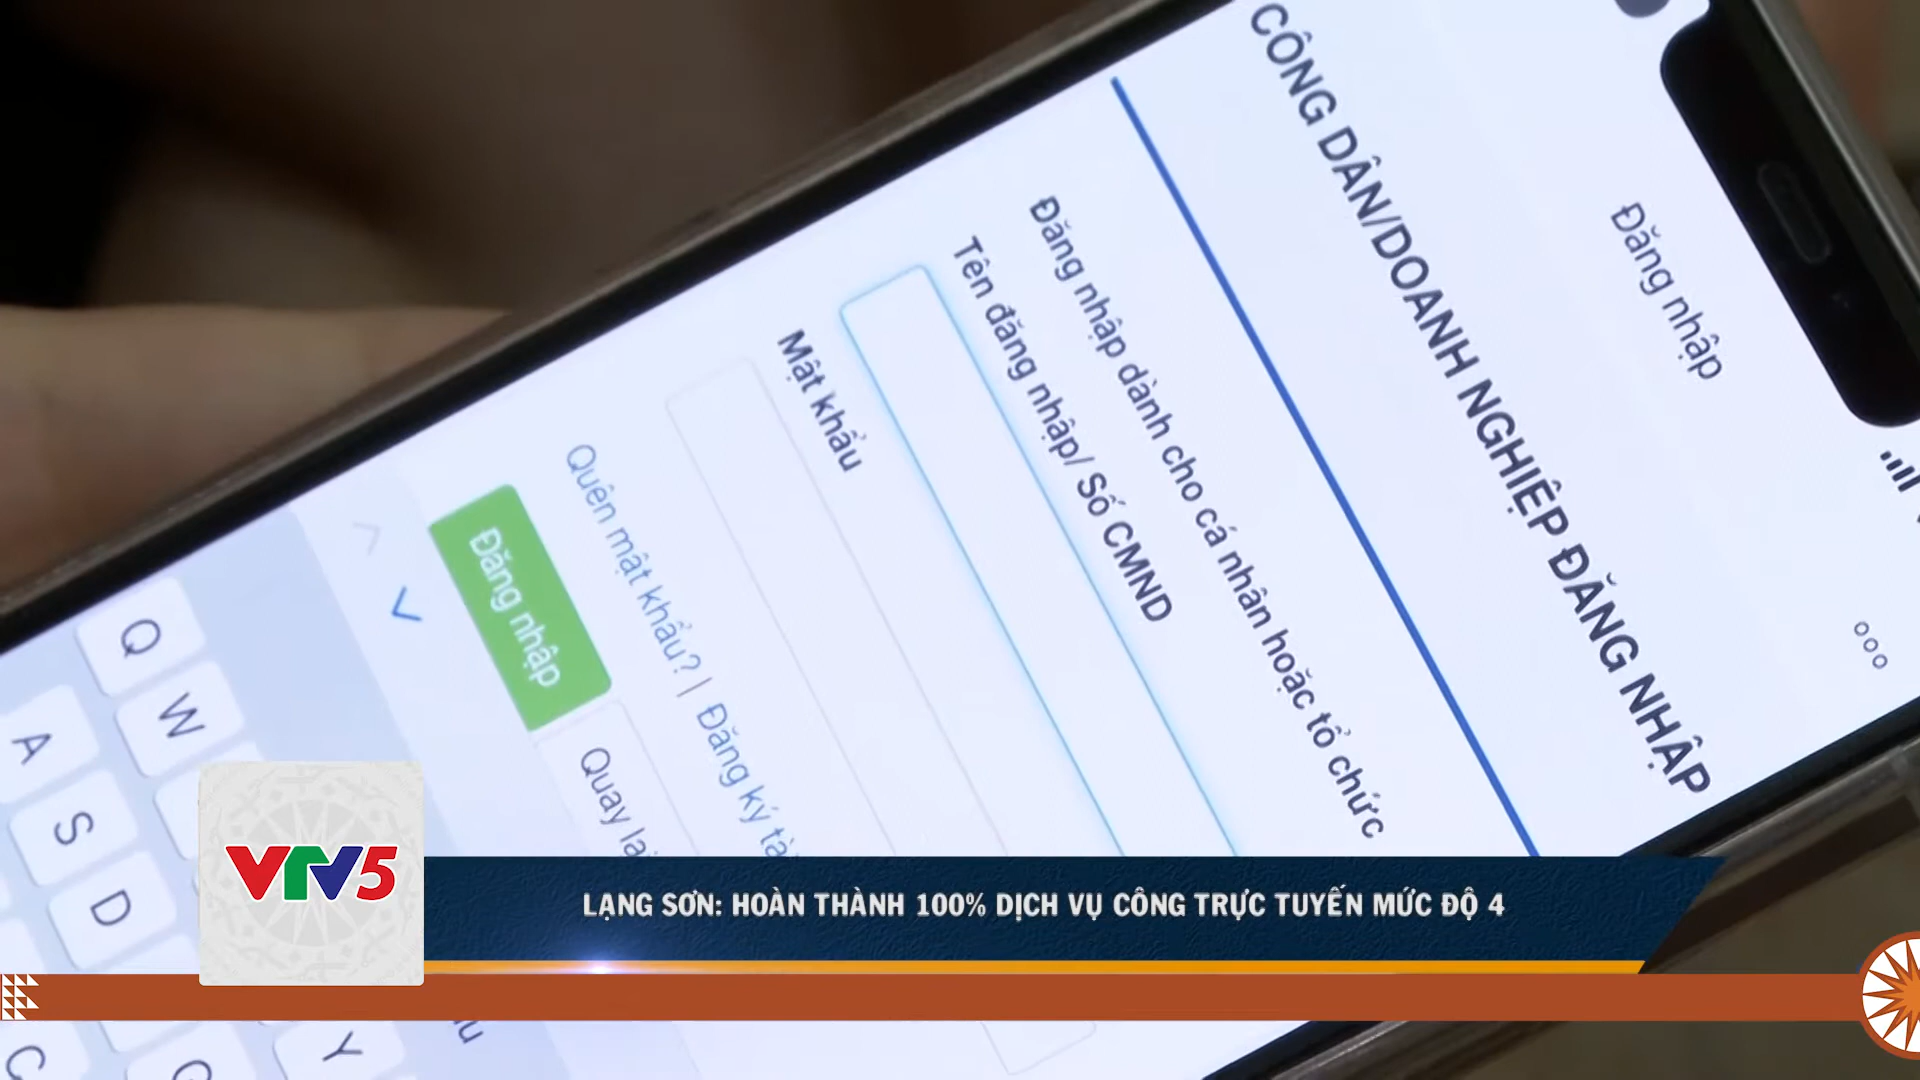 Đăng nhập
CÔNG DÂN/DOANH NGHIỆP ĐĂNG NHẬP
Đăng nhập dành cho cá nhân hoặc tổ chức
Tên đăng nhập/ Số CMND
Mật khẩu
Quên mật khẩu? | Đăng ký
Đăng nhập
Quay
Q W
A S D
C
Y
VTV5
LẠNG SƠN: HOÀN THÀNH 100% DỊCH VỤ CÔNG TRỰC TUYẾN MỨC ĐỘ 4